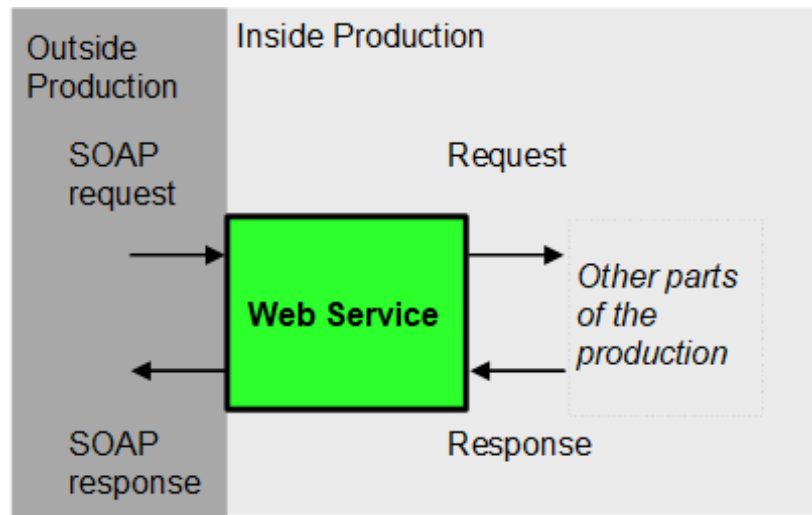 Outside
Production
Inside Production
SOAP
request
Request
Web Service
Other parts
of the
production
SOAP
response
Response